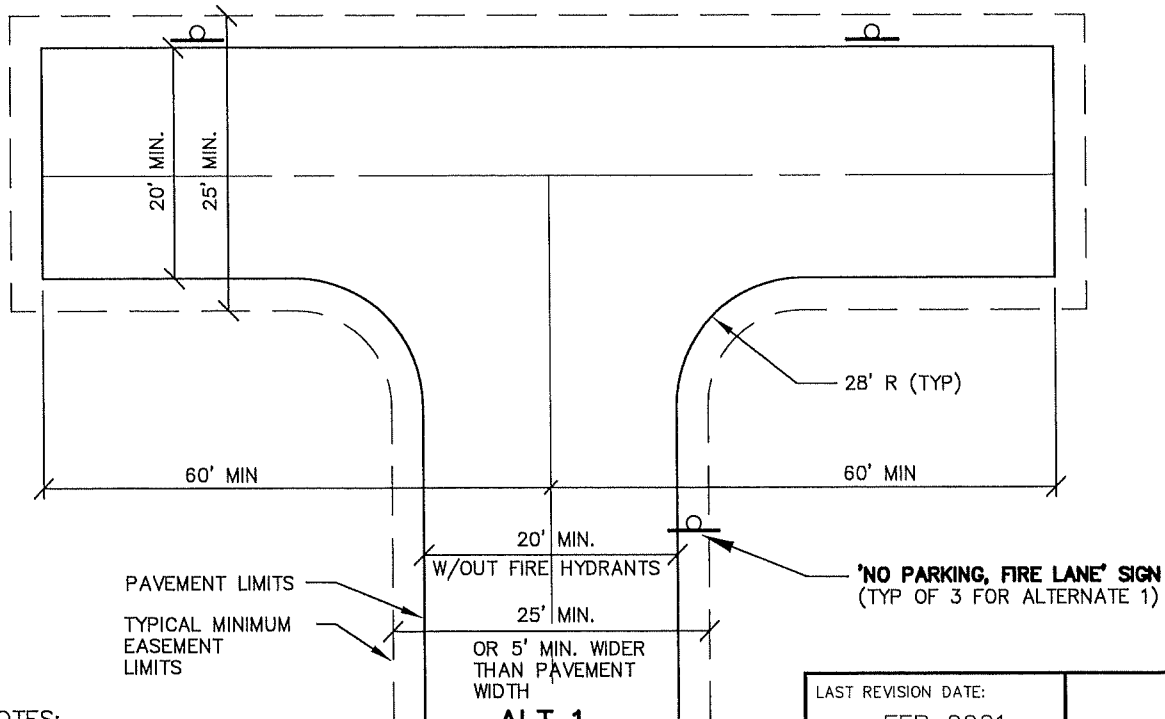 20' MIN.
25' MIN.
28' R (TYP)
60' MIN
60' MIN
20' MIN.
W/OUT FIRE HYDRANTS
'NO PARKING, FIRE LANE' SIGN
(TYP OF 3 FOR ALTERNATE 1)
PAVEMENT LIMITS
TYPICAL MINIMUM
EASEMENT
LIMITS
25' MIN.
OR 5' MIN. WIDER
THAN PAVEMENT
WIDTH
ALT 1
LAST REVISION DATE: